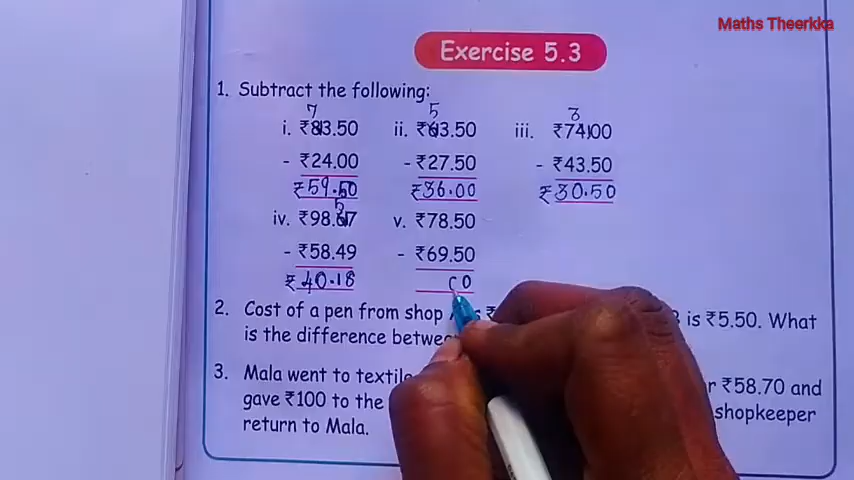 Maths Theerkka
Exercise 5.3
1. Subtract the following:
7 5 3
i. ₹83.50 ii. ₹63.50 iii. ₹74.00
- ₹24.00 - ₹27.50 - ₹43.50
₹59.50 ₹36.00 ₹30.50
5
iv. ₹98.67 v. ₹78.50
- ₹58.49 - ₹69.50
₹40.18 00
2. Cost of a pen from shop is ₹5.50. What
is the difference
3. Mala went to ₹58.70 and
gave ₹100 to the shopkeeper
return to Mala.